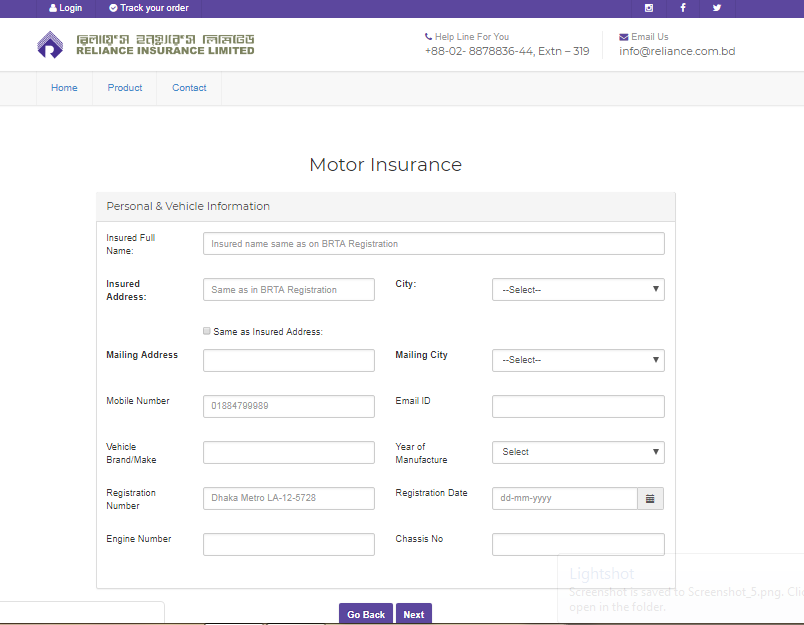 Login
Track your order
রিলায়েন্স ইনস্যুরেন্স লিমিটেড
RELIANCE INSURANCE LIMITED
Help Line For You
+88-02- 8878836-44, Extn – 319
Email Us
info@reliance.com.bd
Home
Product
Contact
Motor Insurance
Personal & Vehicle Information
Insured Full
Name:
Insured name same as on BRTA Registration
Insured
Address:
Same as in BRTA Registration
City:
--Select--
Same as Insured Address:
Mailing Address
Mailing City
--Select--
Mobile Number
01884799989
Email ID
Vehicle
Brand/Make
Year of
Manufacture
Select
Registration
Number
Dhaka Metro LA-12-5728
Registration Date
dd-mm-yyyy
Engine Number
Chassis No
Lightshot
Screenshot is saved to Screenshot_5.png. Clic
open in the folder.
Go Back
Next